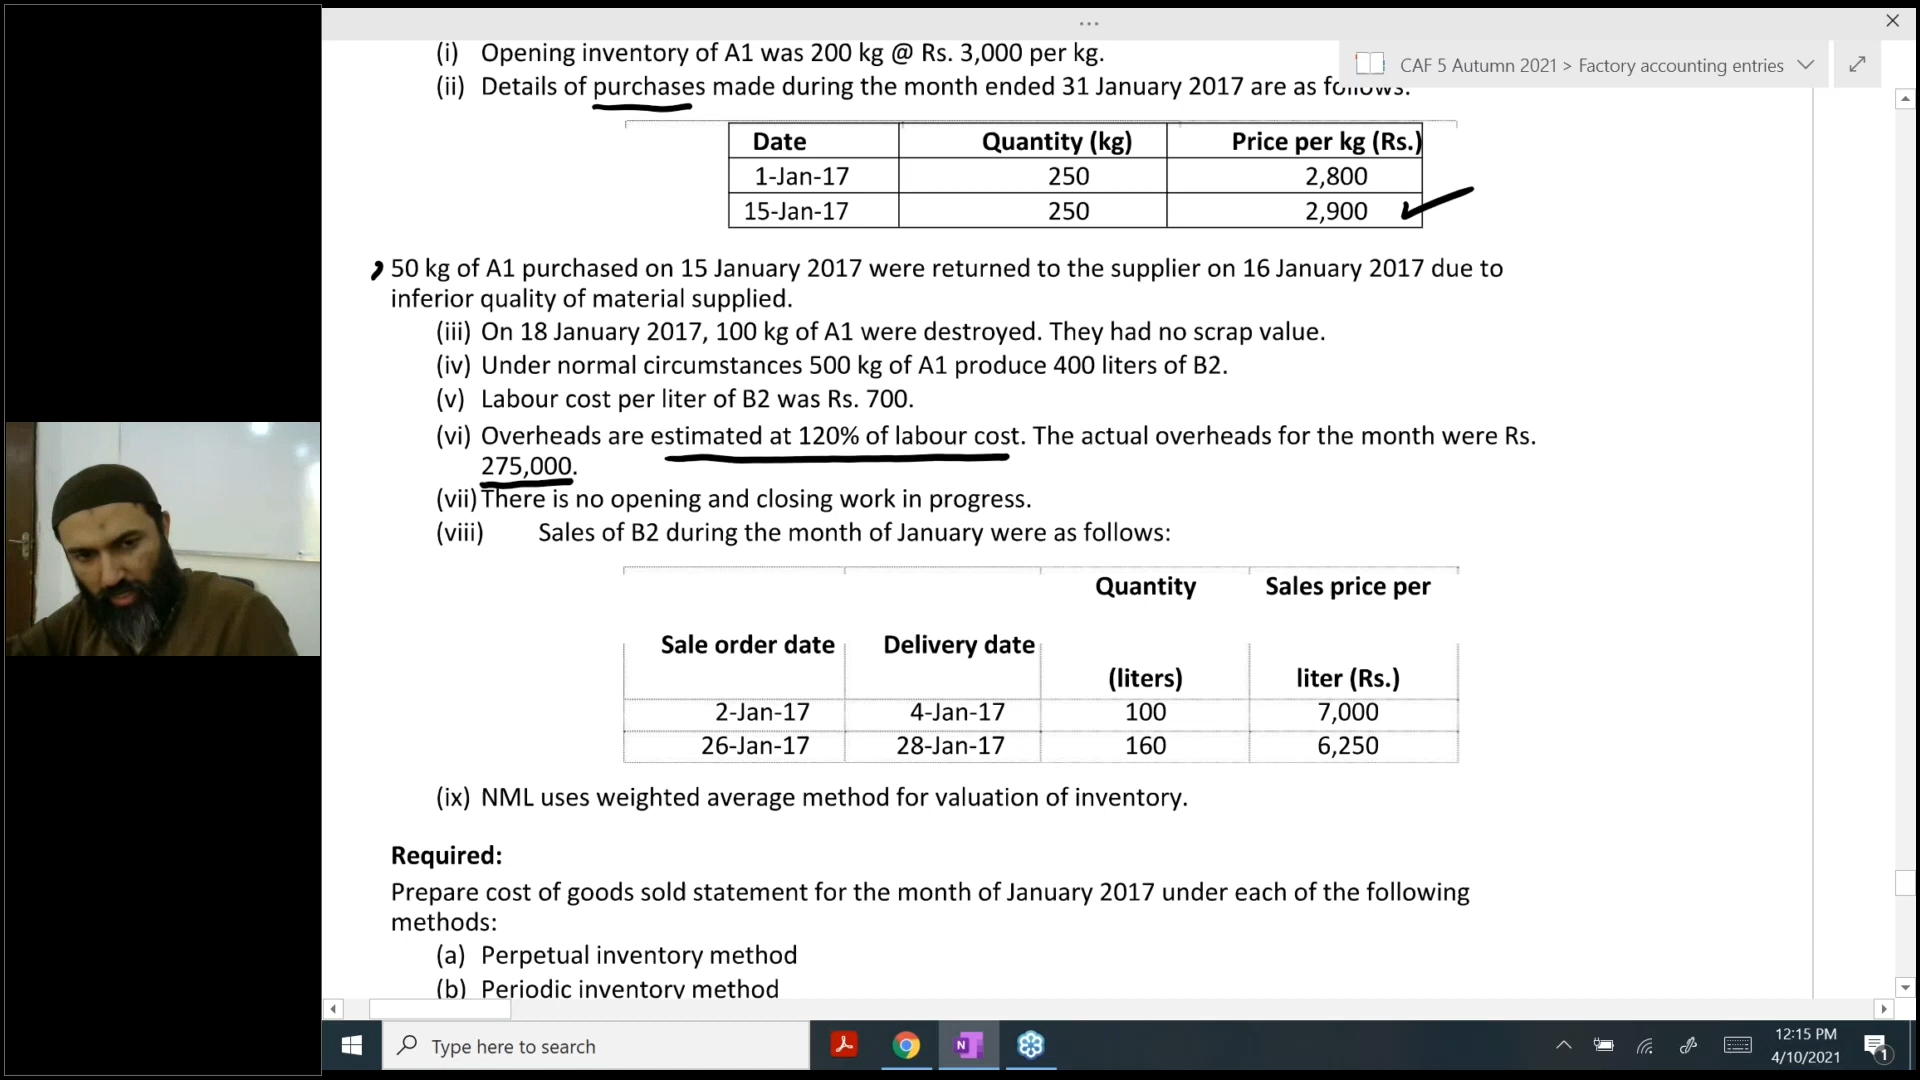 (i) Opening inventory of A1 was 200 kg @ Rs. 3,000 per kg.
CAF 5 Autumn 2021 > Factory accounting entries
(ii) Details of purchases made during the month ended 31 January 2017 are as follows:
Date Quantity (kg) Price per kg (Rs.)
1-Jan-17 250 2,800
15-Jan-17 250 2,900
50 kg of A1 purchased on 15 January 2017 were returned to the supplier on 16 January 2017 due to
inferior quality of material supplied.
(iii) On 18 January 2017, 100 kg of A1 were destroyed. They had no scrap value.
(iv) Under normal circumstances 500 kg of A1 produce 400 liters of B2.
(v) Labour cost per liter of B2 was Rs. 700.
(vi) Overheads are estimated at 120% of labour cost. The actual overheads for the month were Rs.
275,000.
(vii) There is no opening and closing work in progress.
(viii) Sales of B2 during the month of January were as follows:
Quantity Sales price per
Sale order date Delivery date
(liters) liter (Rs.)
2-Jan-17 4-Jan-17 100 7,000
26-Jan-17 28-Jan-17 160 6,250
(ix) NML uses weighted average method for valuation of inventory.
Required:
Prepare cost of goods sold statement for the month of January 2017 under each of the following
methods:
(a) Perpetual inventory method
(b) Periodic inventory method
Type here to search
N
12:15 PM
4/10/2021
1